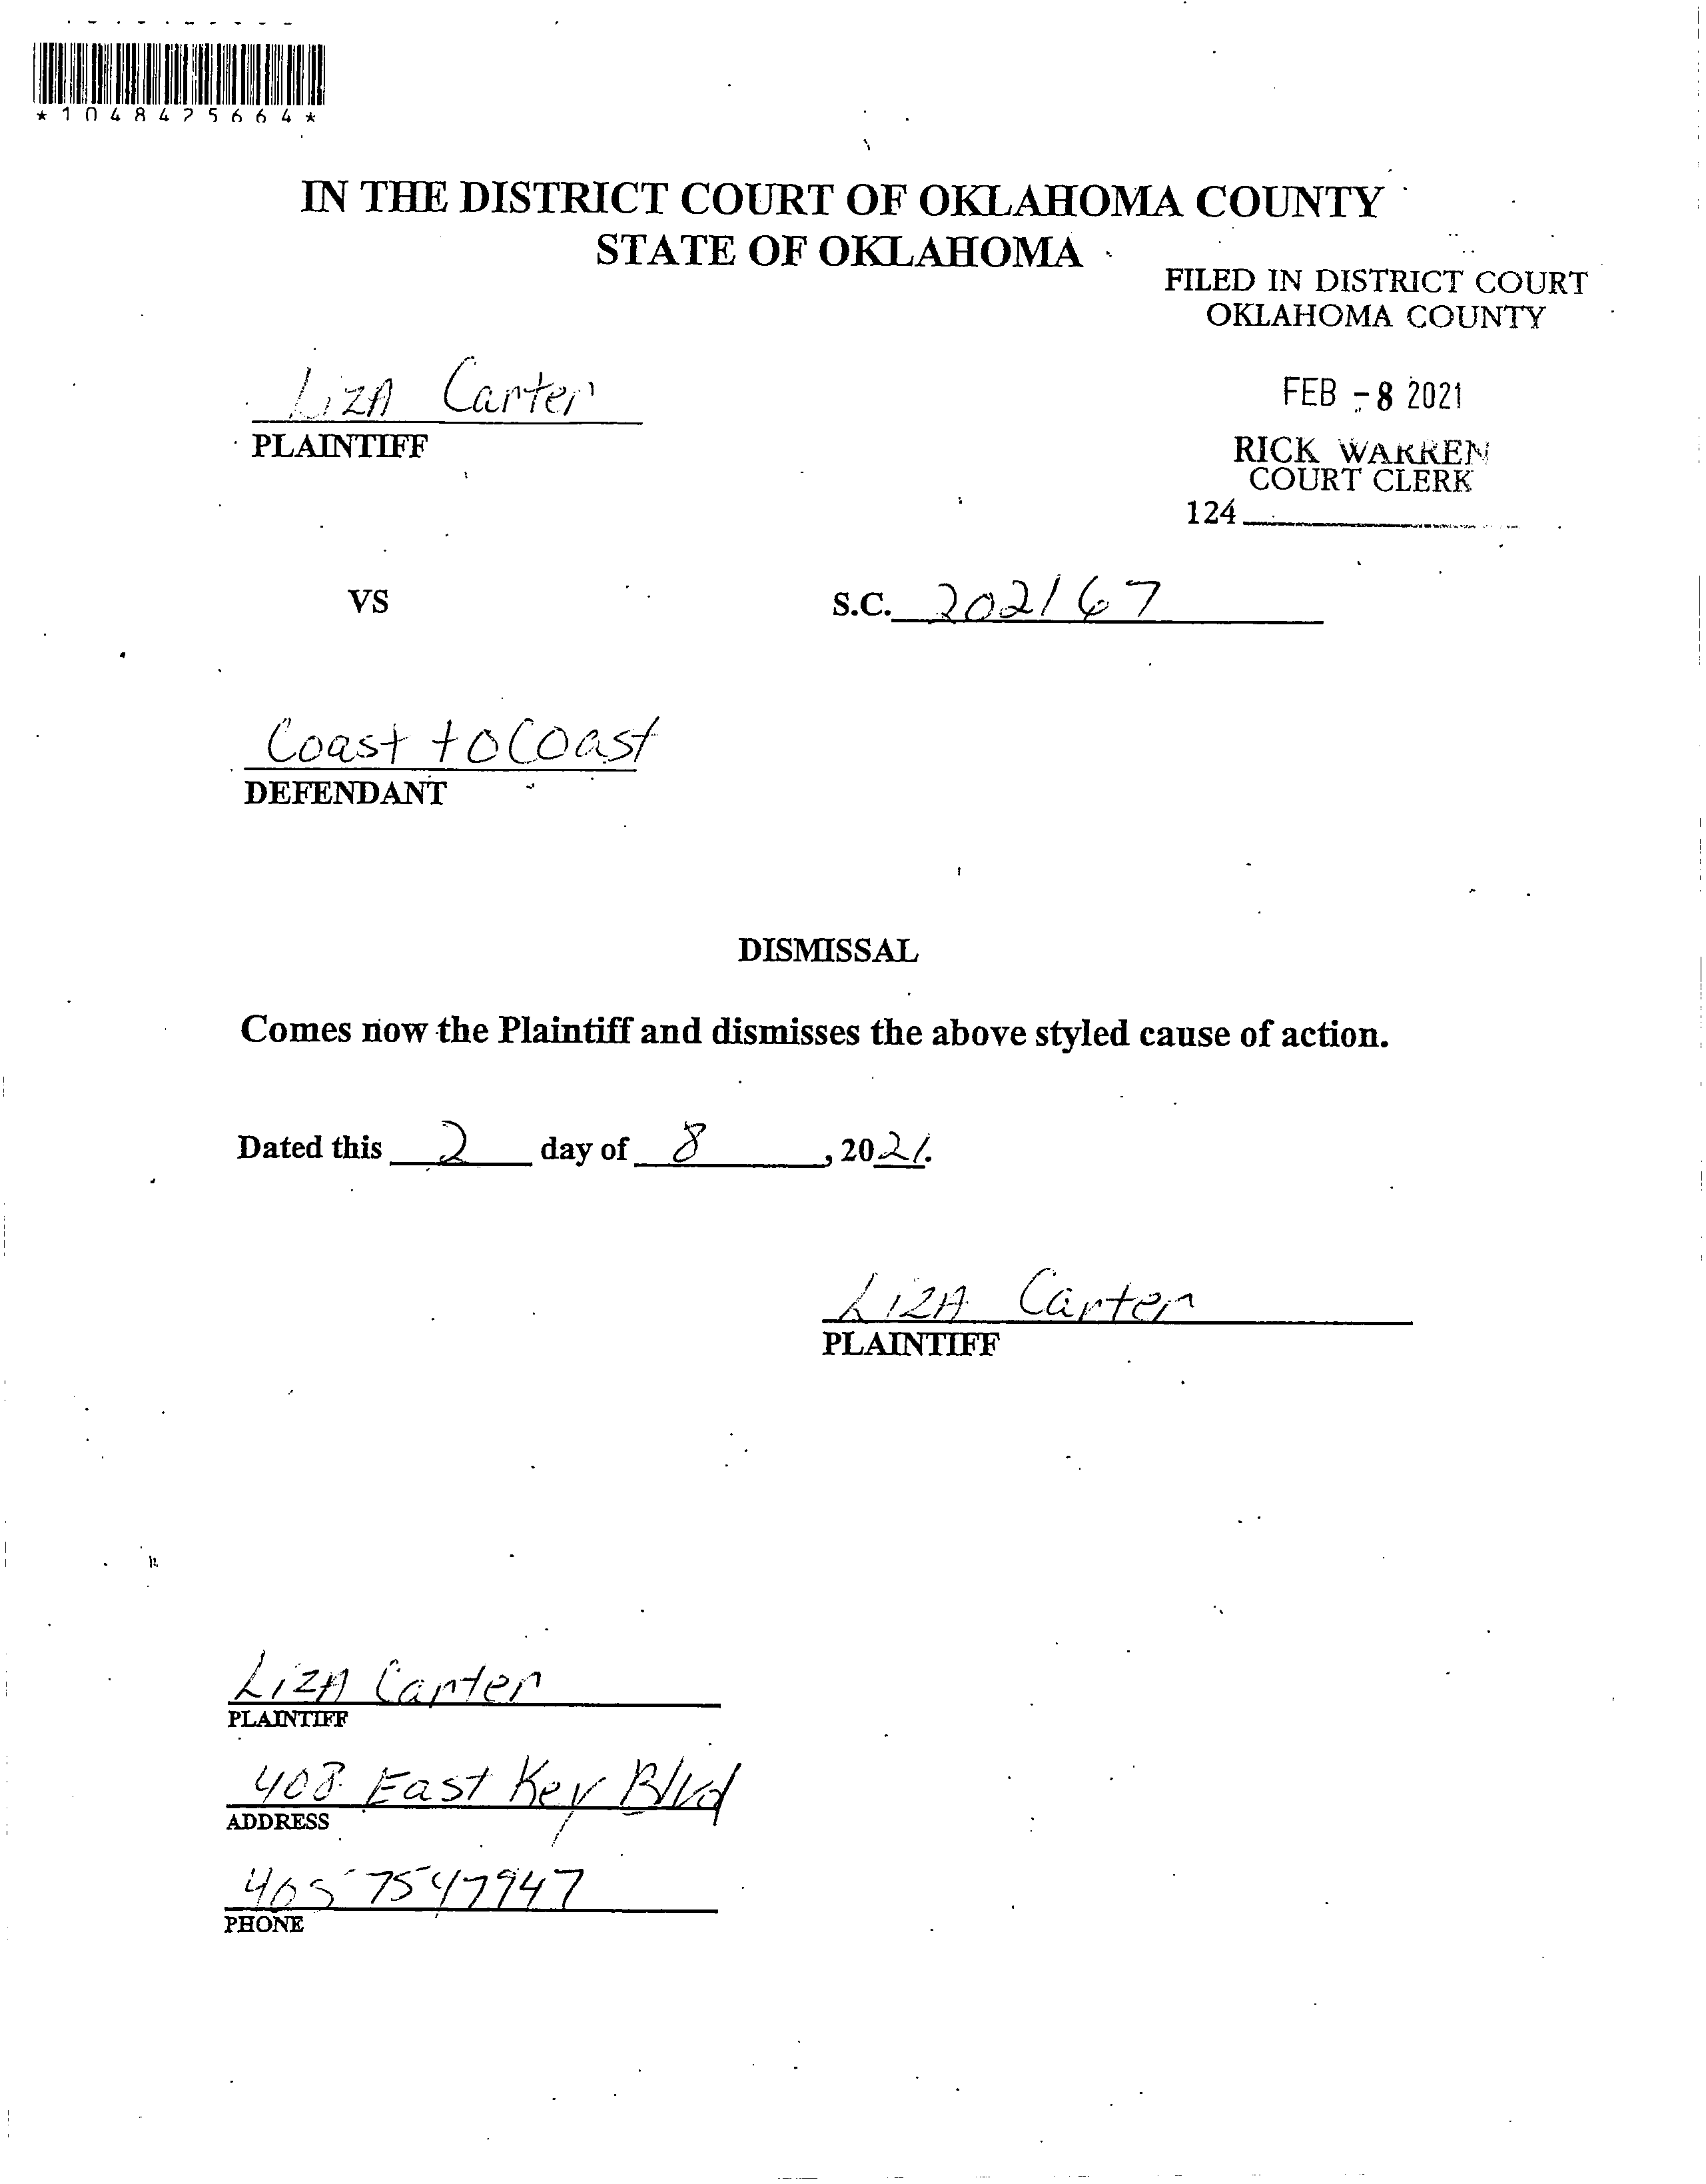 *1048425664*
IN THE DISTRICT COURT OF OKLAHOMA COUNTY
STATE OF OKLAHOMA
FILED IN DISTRICT COURT
OKLAHOMA COUNTY
LIZA Carter
FEB -8 2021
PLAINTIFF
RICK WARREN
COURT CLERK
124
VS
S.C. 202167
Coast to Coast
DEFENDANT
DISMISSAL
Comes now the Plaintiff and dismisses the above styled cause of action.
Dated this 2 day of 8, 2021.
LIZA Carter
PLAINTIFF
LIZA Carter
PLAINTIFF
408 East Key Blvd
ADDRESS
405 7547947
PHONE